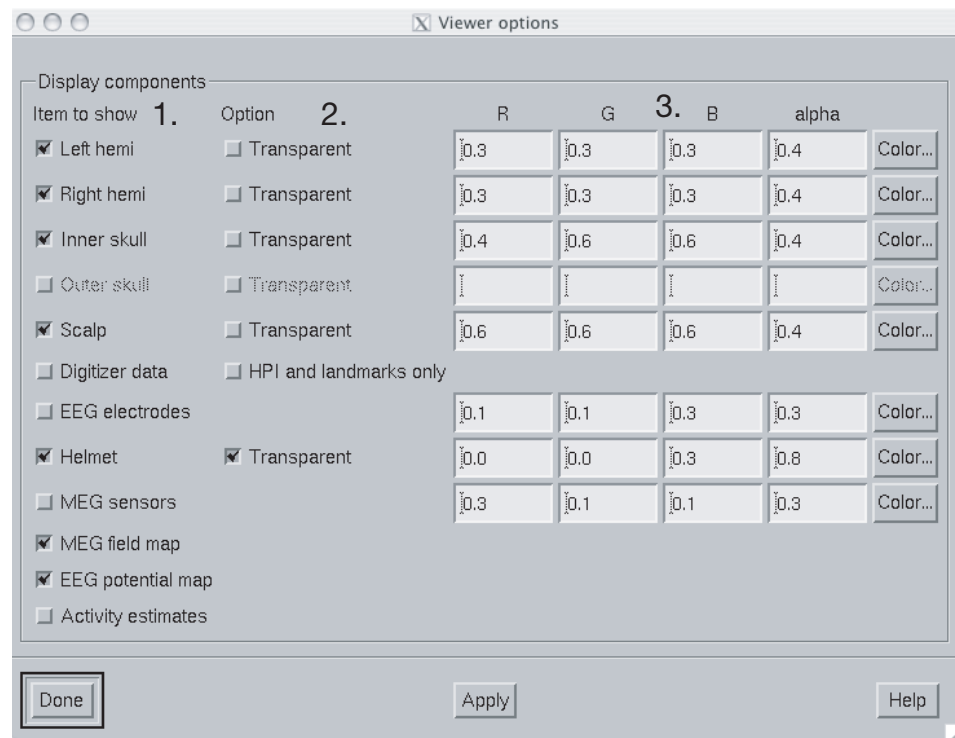 Viewer options
Display components
Item to show 1. Option 2. R G 3. B alpha
Left hemi Transparent 0.3 0.3 0.3 0.4 Color...
Right hemi Transparent 0.3 0.3 0.3 0.4 Color...
Inner skull Transparent 0.4 0.6 0.6 0.4 Color...
Outer skull Transparent Color...
Scalp Transparent 0.6 0.6 0.6 0.4 Color...
Digitizer data HPI and landmarks only
EEG electrodes 0.1 0.1 0.3 0.3 Color...
Helmet Transparent 0.0 0.0 0.3 0.8 Color...
MEG sensors 0.3 0.1 0.1 0.3 Color...
MEG field map
EEG potential map
Activity estimates
Done Apply Help